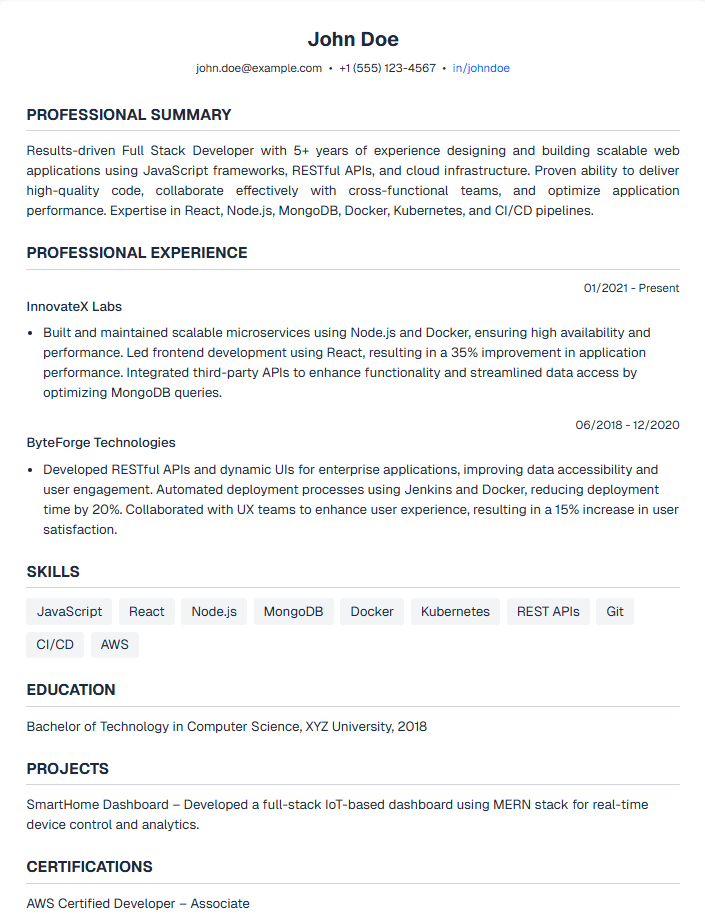 John Doe
john.doe@example.com • +1 (555) 123-4567 • in/johndoe
PROFESSIONAL SUMMARY
Results-driven Full Stack Developer with 5+ years of experience designing and building scalable web
applications using JavaScript frameworks, RESTful APIs, and cloud infrastructure. Proven ability to deliver
high-quality code, collaborate effectively with cross-functional teams, and optimize application
performance. Expertise in React, Node.js, MongoDB, Docker, Kubernetes, and CI/CD pipelines.
PROFESSIONAL EXPERIENCE
01/2021 - Present
InnovateX Labs
• Built and maintained scalable microservices using Node.js and Docker, ensuring high availability and
performance. Led frontend development using React, resulting in a 35% improvement in application
performance. Integrated third-party APIs to enhance functionality and streamlined data access by
optimizing MongoDB queries.
06/2018 - 12/2020
ByteForge Technologies
• Developed RESTful APIs and dynamic UIs for enterprise applications, improving data accessibility and
user engagement. Automated deployment processes using Jenkins and Docker, reducing deployment
time by 20%. Collaborated with UX teams to enhance user experience, resulting in a 15% increase in user
satisfaction.
SKILLS
JavaScript React Node.js MongoDB Docker Kubernetes REST APIs Git
CI/CD AWS
EDUCATION
Bachelor of Technology in Computer Science, XYZ University, 2018
PROJECTS
SmartHome Dashboard – Developed a full-stack IoT-based dashboard using MERN stack for real-time
device control and analytics.
CERTIFICATIONS
AWS Certified Developer – Associate